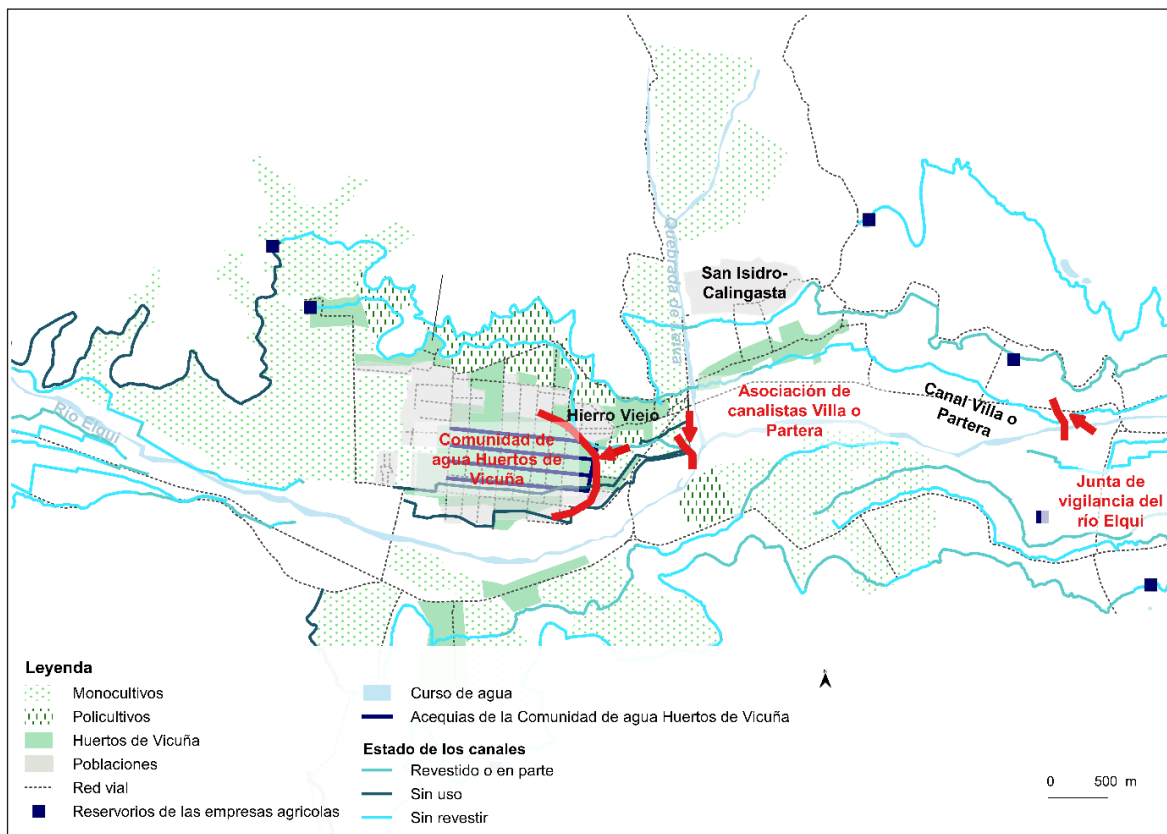 Quebrada de
San Isidro-
Calingasta
Río Elqui
Hierro Viejo
Asociación de
canalistas Villa o
Partera
Canal Villa o
Partera
Comunidad de
agua Huertos de
Vicuña
Junta de
vigilancia del
río Elqui
Leyenda
Monocultivos
Policultivos
Huertos de Vicuña
Poblaciones
Red vial
Reservorios de las empresas agrícolas
Curso de agua
Acequias de la Comunidad de agua Huertos de Vicuña
Estado de los canales
Revestido o en parte
Sin uso
Sin revestir
0 500 m